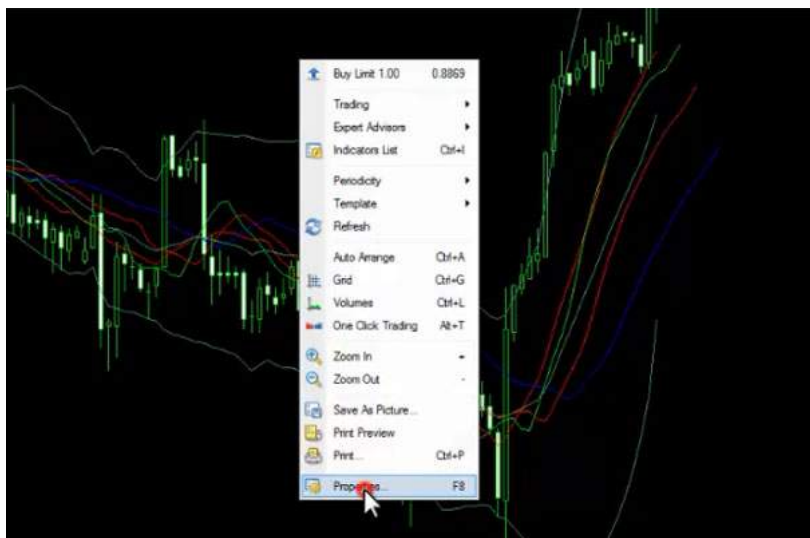 Buy Limit 1.00 0.8869
Trading
Expert Advisors
Indicators List Ctrl+I
Periodicity
Template
Refresh
Auto Arrange Ctrl+A
Grid Ctrl+G
Volumes Ctrl+L
One Click Trading Alt+T
Zoom In +
Zoom Out -
Save As Picture...
Print Preview
Print... Ctrl+P
Properties... F8